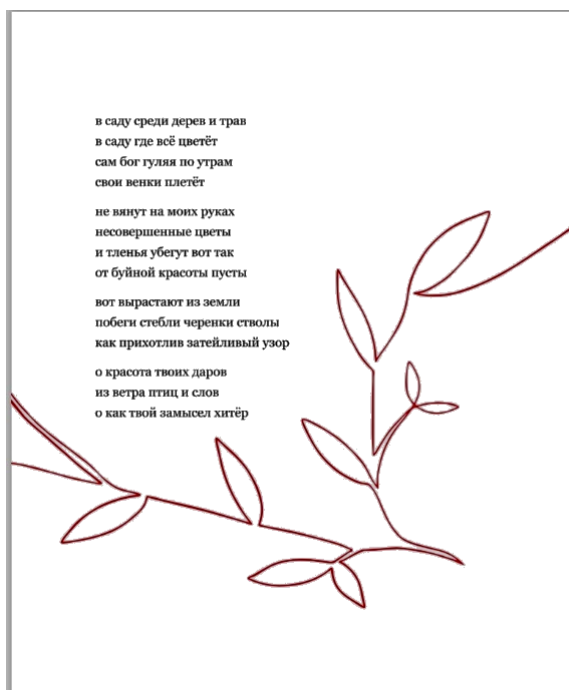 в саду среди дерев и трав
в саду где всё цветёт
сам бог гуляя по утрам
свои венки плетёт
не вянут на моих руках
несовершенные цветы
и тленья убегут вот так
от буйной красоты пусты
вот вырастают из земли
побеги стебли черенки стволы
как прихотлив затейливый узор
о красота твоих даров
из ветра птиц и слов
о как твой замысел хитёр